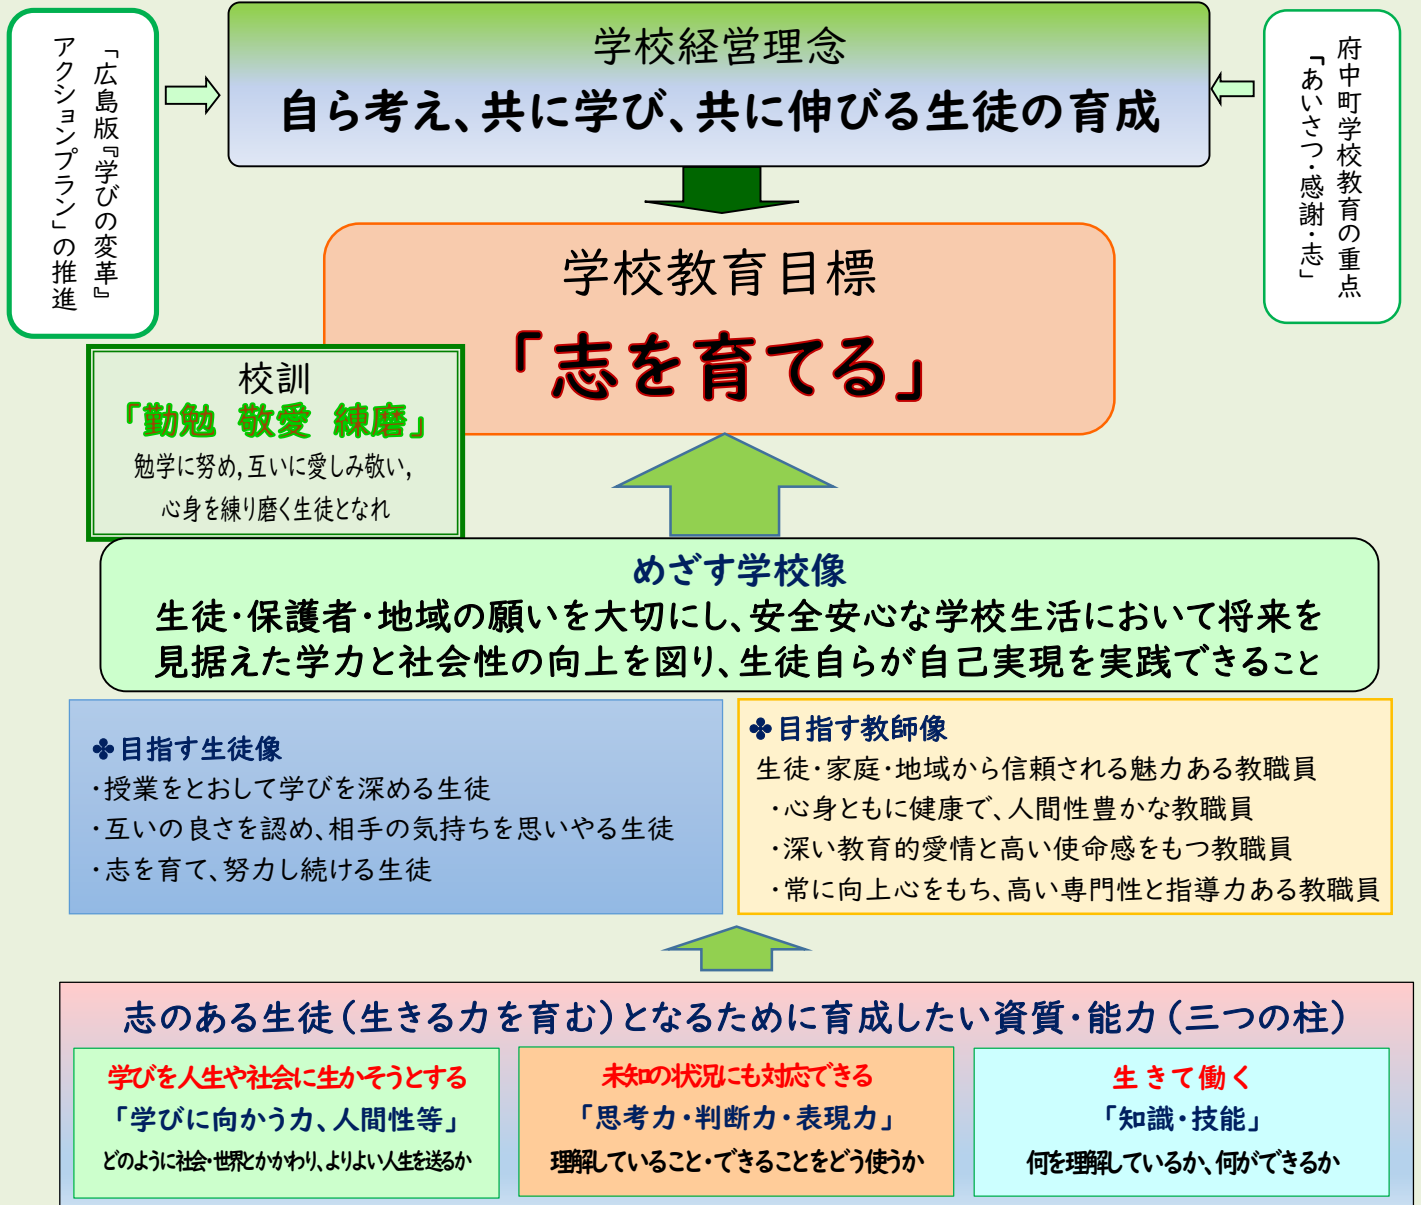 「広島版『学びの変革』
アクションプラン」の推進
学校経営理念
自ら考え、共に学び、共に伸びる生徒の育成
府中町学校教育の重点
「あいさつ・感謝・志」
学校教育目標
「志を育てる」
校訓
「勤勉 敬愛 練磨」
勉学に努め,互いに愛しみ敬い,
心身を練り磨く生徒となれ
めざす学校像
生徒・保護者・地域の願いを大切にし、安全安心な学校生活において将来を
見据えた学力と社会性の向上を図り、生徒自らが自己実現を実践できること
✤目指す生徒像
・授業をとおして学びを深める生徒
・互いの良さを認め、相手の気持ちを思いやる生徒
・志を育て、努力し続ける生徒
✤目指す教師像
生徒・家庭・地域から信頼される魅力ある教職員
・心身ともに健康で、人間性豊かな教職員
・深い教育的愛情と高い使命感をもつ教職員
・常に向上心をもち、高い専門性と指導力ある教職員
志のある生徒(生きる力を育む)となるために育成したい資質・能力(三つの柱)
学びを人生や社会に生かそうとする
「学びに向かう力、人間性等」
どのように社会・世界とかかわり、よりよい人生を送るか
未知の状況にも対応できる
「思考力・判断力・表現力」
理解していること・できることをどう使うか
生きて働く
「知識・技能」
何を理解しているか、何ができるか